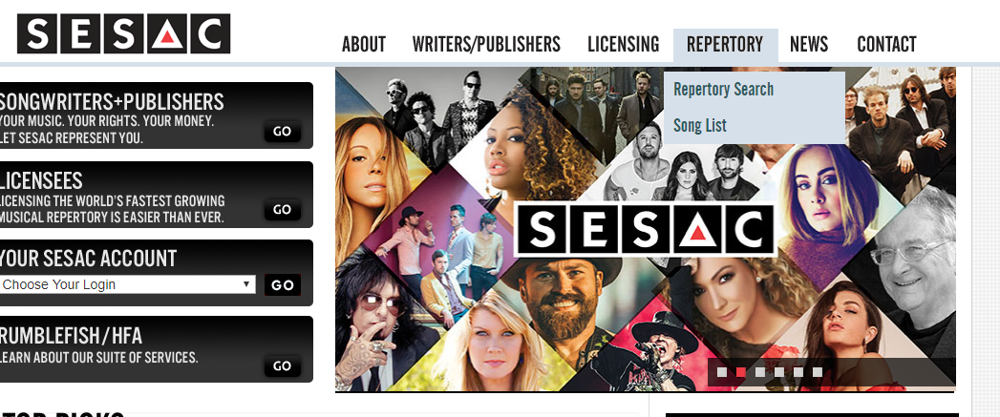 SESAC
ABOUT WRITERS/PUBLISHERS LICENSING REPERTORY NEWS CONTACT
Repertory Search
Song List
SONGWRITERS+PUBLISHERS
YOUR MUSIC. YOUR RIGHTS. YOUR MONEY.
LET SESAC REPRESENT YOU.
GO
LICENSEES
LICENSING THE WORLD'S FASTEST GROWING
MUSICAL REPERTORY IS EASIER THAN EVER.
GO
YOUR SESAC ACCOUNT
Choose Your Login
GO
RUMBLEFISH/HFA
LEARN ABOUT OUR SUITE OF SERVICES.
GO
SESAC
TOP PICKS